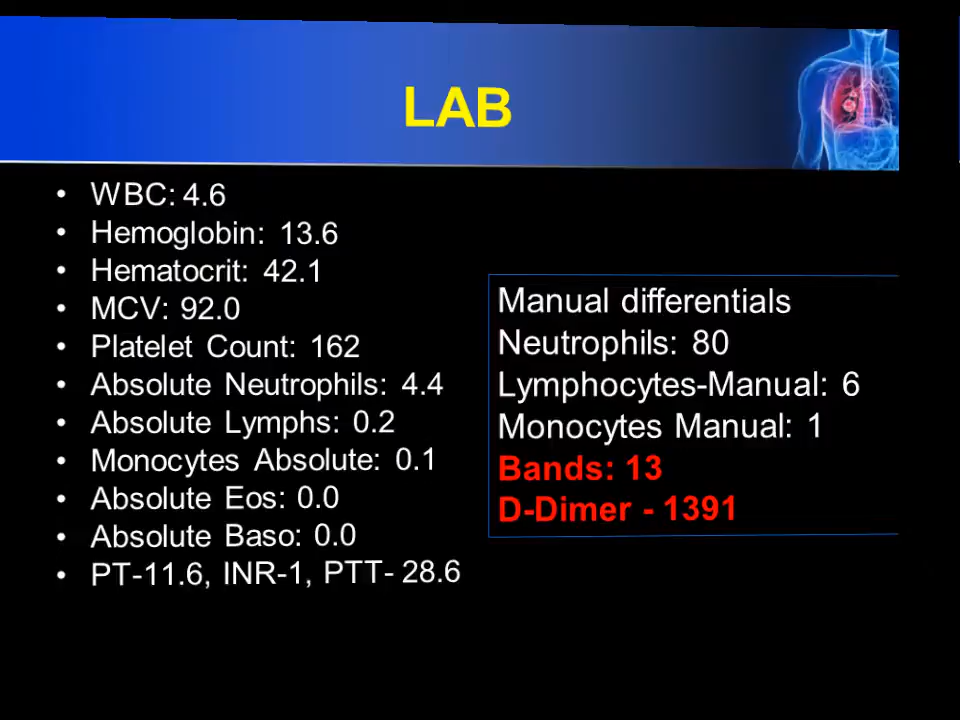 LAB
• WBC: 4.6
• Hemoglobin: 13.6
• Hematocrit: 42.1
• MCV: 92.0
• Platelet Count: 162
• Absolute Neutrophils: 4.4
• Absolute Lymphs: 0.2
• Monocytes Absolute: 0.1
• Absolute Eos: 0.0
• Absolute Baso: 0.0
• PT-11.6, INR-1, PTT- 28.6
Manual differentials
Neutrophils: 80
Lymphocytes-Manual: 6
Monocytes Manual: 1
Bands: 13
D-Dimer - 1391